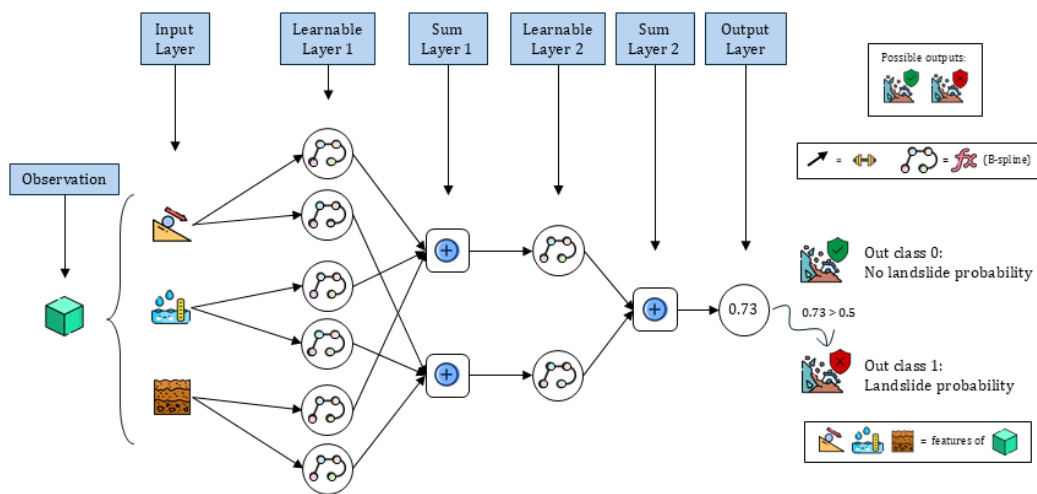 Input
Layer
Learnable
Layer 1
Sum
Layer 1
Learnable
Layer 2
Sum
Layer 2
Output
Layer
Possible outputs:
= 
= fx (B-spline)
Observation
Out class 0:
No landslide probability
0.73
0.73 > 0.5
Out class 1:
Landslide probability
= features of